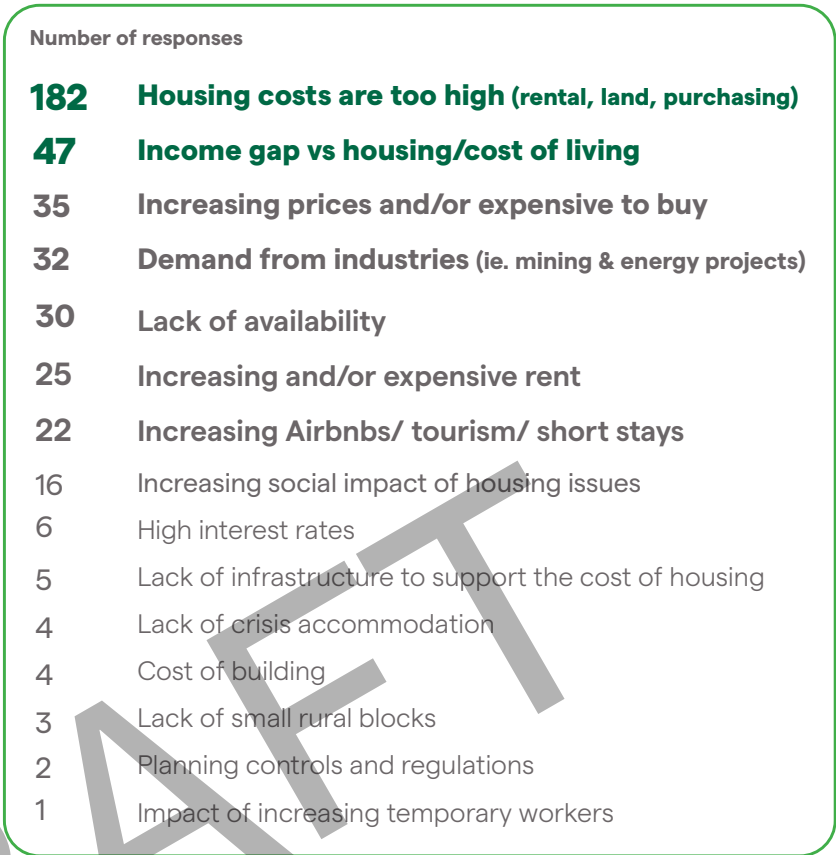 Number of responses
182 Housing costs are too high (rental, land, purchasing)
47 Income gap vs housing/cost of living
35 Increasing prices and/or expensive to buy
32 Demand from industries (ie. mining & energy projects)
30 Lack of availability
25 Increasing and/or expensive rent
22 Increasing Airbnbs/ tourism/ short stays
16 Increasing social impact of housing issues
6 High interest rates
5 Lack of infrastructure to support the cost of housing
4 Lack of crisis accommodation
4 Cost of building
3 Lack of small rural blocks
2 Planning controls and regulations
1 Impact of increasing temporary workers
AFT